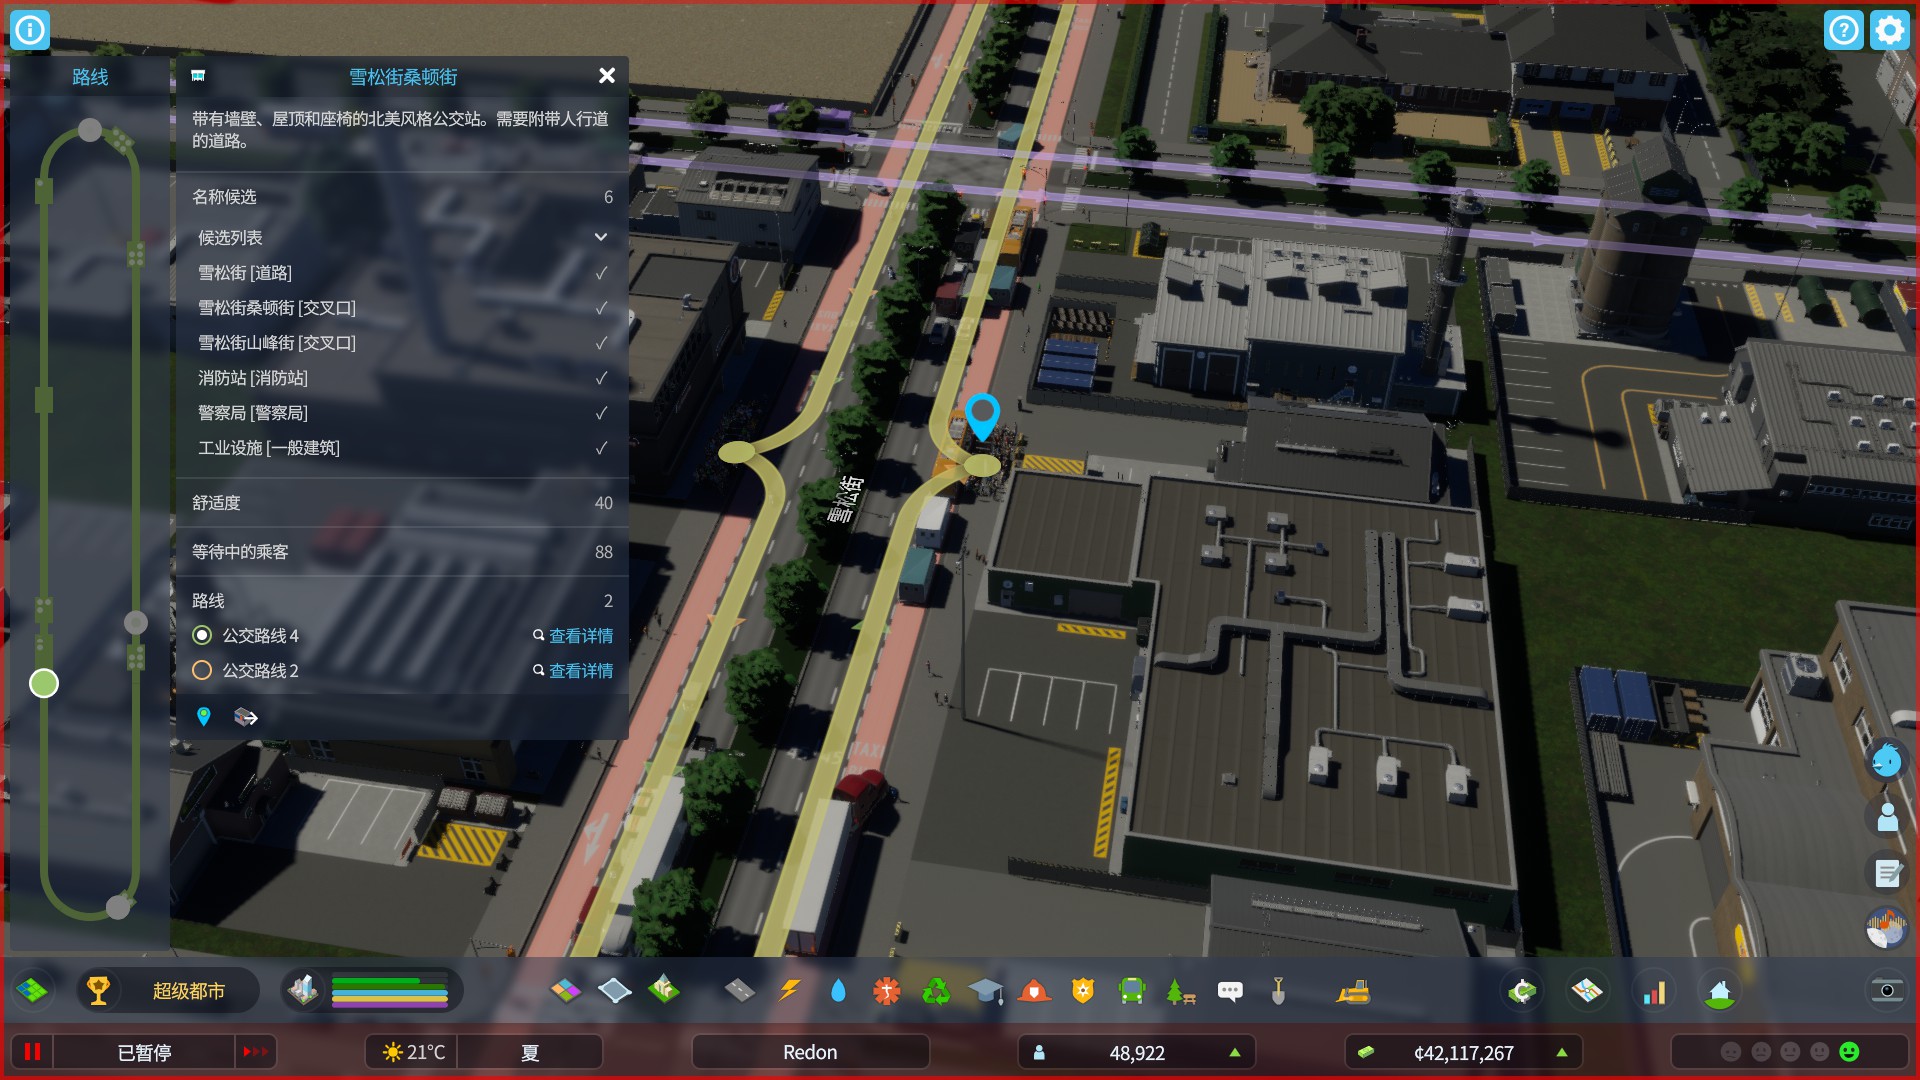 路线
雪松街桑顿街
带有墙壁、屋顶和座椅的北美风格公交站。需要附带人行道
的道路。
名称候选 6
候选列表
雪松街 [道路] ✓
雪松街桑顿街 [交叉口] ✓
雪松街山峰街 [交叉口] ✓
消防站 [消防站] ✓
警察局 [警察局] ✓
工业设施 [一般建筑] ✓
舒适度 40
等待中的乘客 88
路线 2
公交路线 4 查看详情
公交路线 2 查看详情
雪松街
TAXI
超级都市
已暂停
21°C
夏
Redon
48,922
¢42,117,267